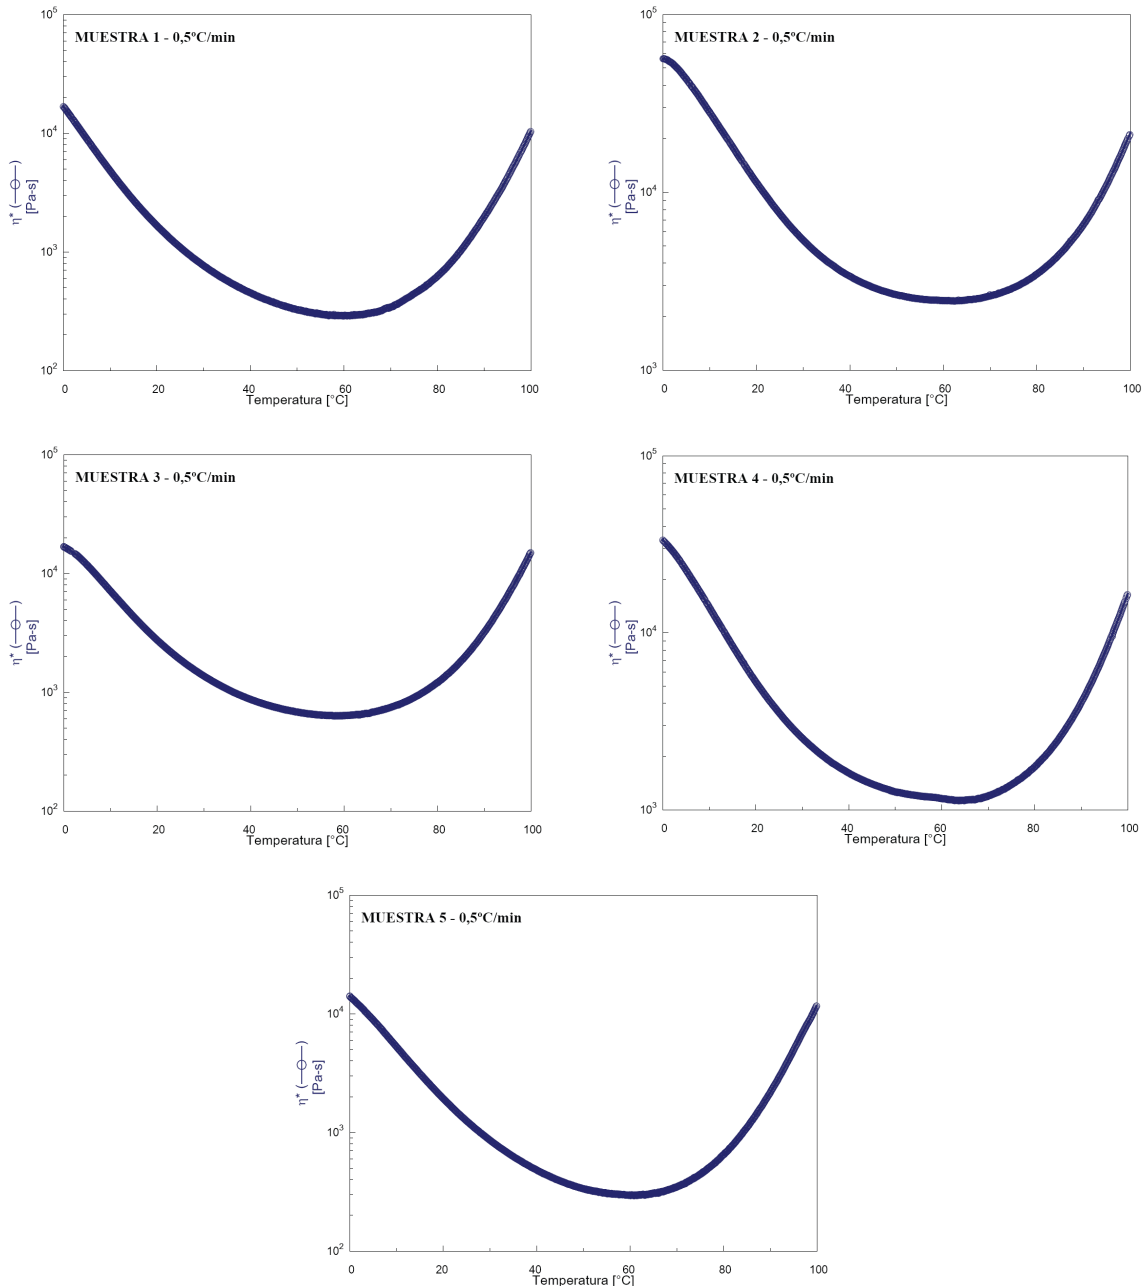 10⁵
MUESTRA 1 - 0,5ºC/min
10⁴
η* (—○—)
[Pa-s]
10³
10²
0 20 40 60 80 100
Temperatura [°C]
10⁵
MUESTRA 2 - 0,5ºC/min
10⁴
η* (—○—)
[Pa-s]
10³
0 20 40 60 80 100
Temperatura [°C]
10⁵
MUESTRA 3 - 0,5ºC/min
10⁴
η* (—○—)
[Pa-s]
10³
10²
0 20 40 60 80 100
Temperatura [°C]
10⁵
MUESTRA 4 - 0,5ºC/min
10⁴
η* (—○—)
[Pa-s]
10³
0 20 40 60 80 100
Temperatura [°C]
10⁵
MUESTRA 5 - 0,5ºC/min
10⁴
η* (—○—)
[Pa-s]
10³
10²
0 20 40 60 80 100
Temperatura [°C]